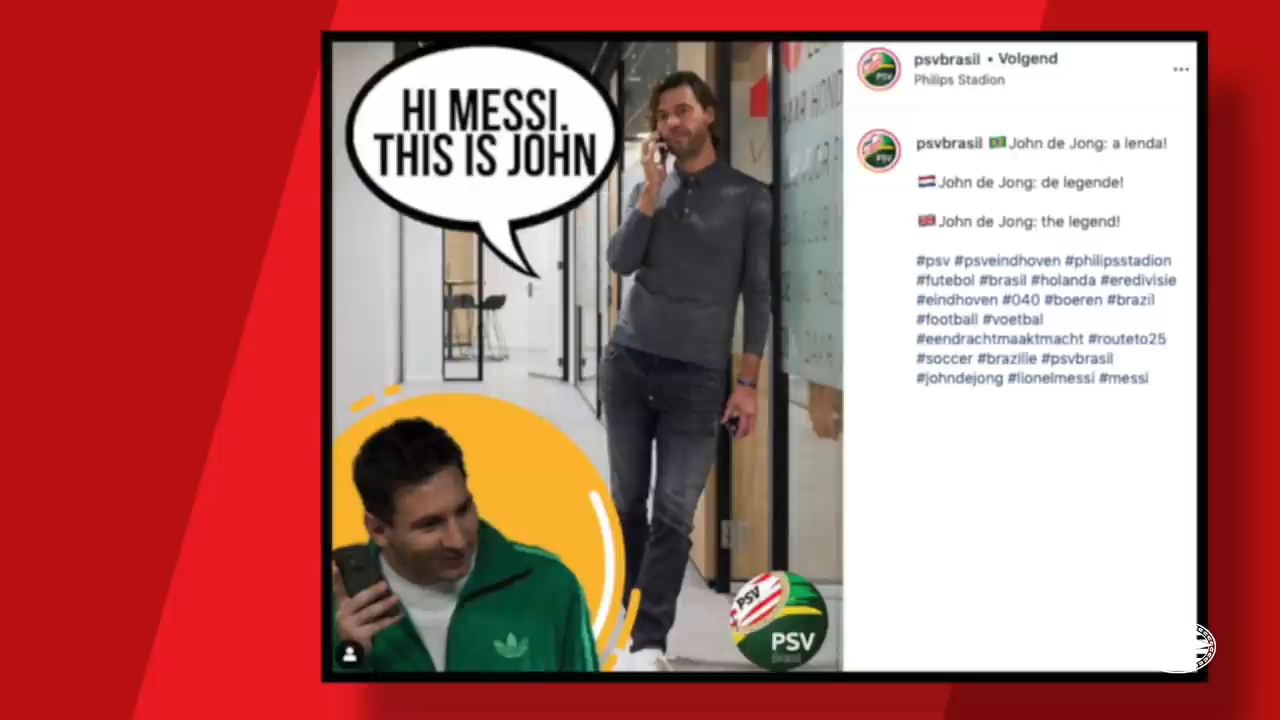 HI MESSI.
THIS IS JOHN
PSV
PSV
psvbrasil • Volgend
Philips Stadion
psvbrasil 🇧🇷 John de Jong: a lenda!
🇳🇱 John de Jong: de legende!
🇬🇧 John de Jong: the legend!
#psv #psveindhoven #philipsstadion
#futebol #brasil #holanda #eredivisie
#eindhoven #040 #boeren #brazil
#football #voetbal
#eendrachtmaaktmacht #routeto25
#soccer #brazilie #psvbrasil
#johndejong #lionelmessi #messi